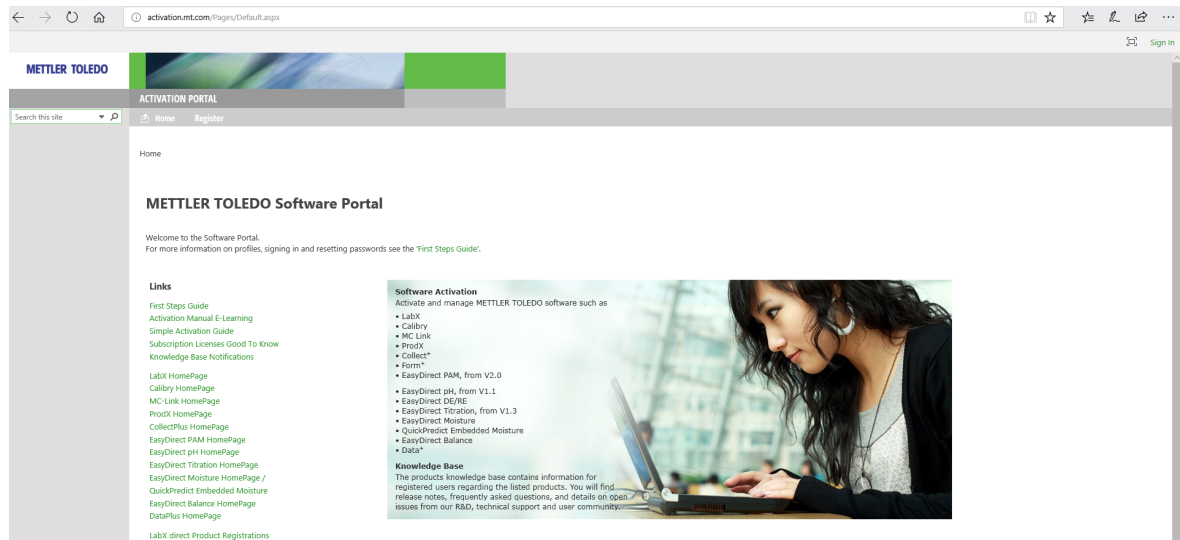 activation.mt.com/Pages/Default.aspx
Sign In
METTLER TOLEDO
ACTIVATION PORTAL
Search this site
Home Register
Home
METTLER TOLEDO Software Portal
Welcome to the Software Portal.
For more information on profiles, signing in and resetting passwords see the 'First Steps Guide'.
Links
First Steps Guide
Activation Manual E-Learning
Simple Activation Guide
Subscription Licenses Good To Know
Knowledge Base Notifications
LabX HomePage
Calibry HomePage
MC-Link HomePage
ProdX HomePage
CollectPlus HomePage
EasyDirect PAM HomePage
EasyDirect pH HomePage
EasyDirect Titration HomePage
EasyDirect Moisture HomePage /
QuickPredict Embedded Moisture
EasyDirect Balance HomePage
DataPlus HomePage
LabX direct Product Registrations
Software Activation
Activate and manage METTLER TOLEDO software such as
• LabX
• Calibry
• MC Link
• ProdX
• Collect⁺
• Form⁺
• EasyDirect PAM, from V2.0
• EasyDirect pH, from V1.1
• EasyDirect DE/RE
• EasyDirect Titration, from V1.3
• EasyDirect Moisture
• QuickPredict Embedded Moisture
• EasyDirect Balance
• Data⁺
Knowledge Base
The products knowledge base contains information for
registered users regarding the listed products. You will find
release notes, frequently asked questions, and details on open
issues from our R&D, technical support and user community.